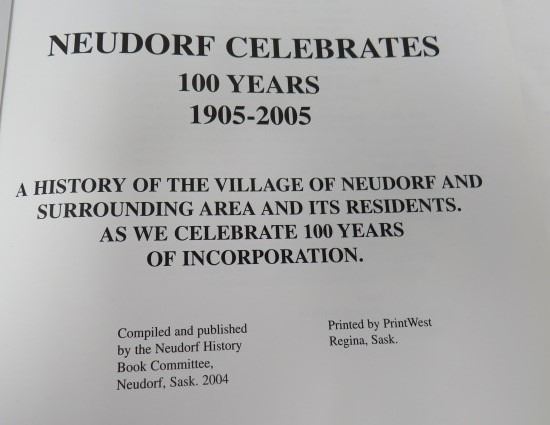 NEUDORF CELEBRATES
100 YEARS
1905-2005
A HISTORY OF THE VILLAGE OF NEUDORF AND
SURROUNDING AREA AND ITS RESIDENTS.
AS WE CELEBRATE 100 YEARS
OF INCORPORATION.
Compiled and published
by the Neudorf History
Book Committee,
Neudorf, Sask. 2004
Printed by PrintWest
Regina, Sask.